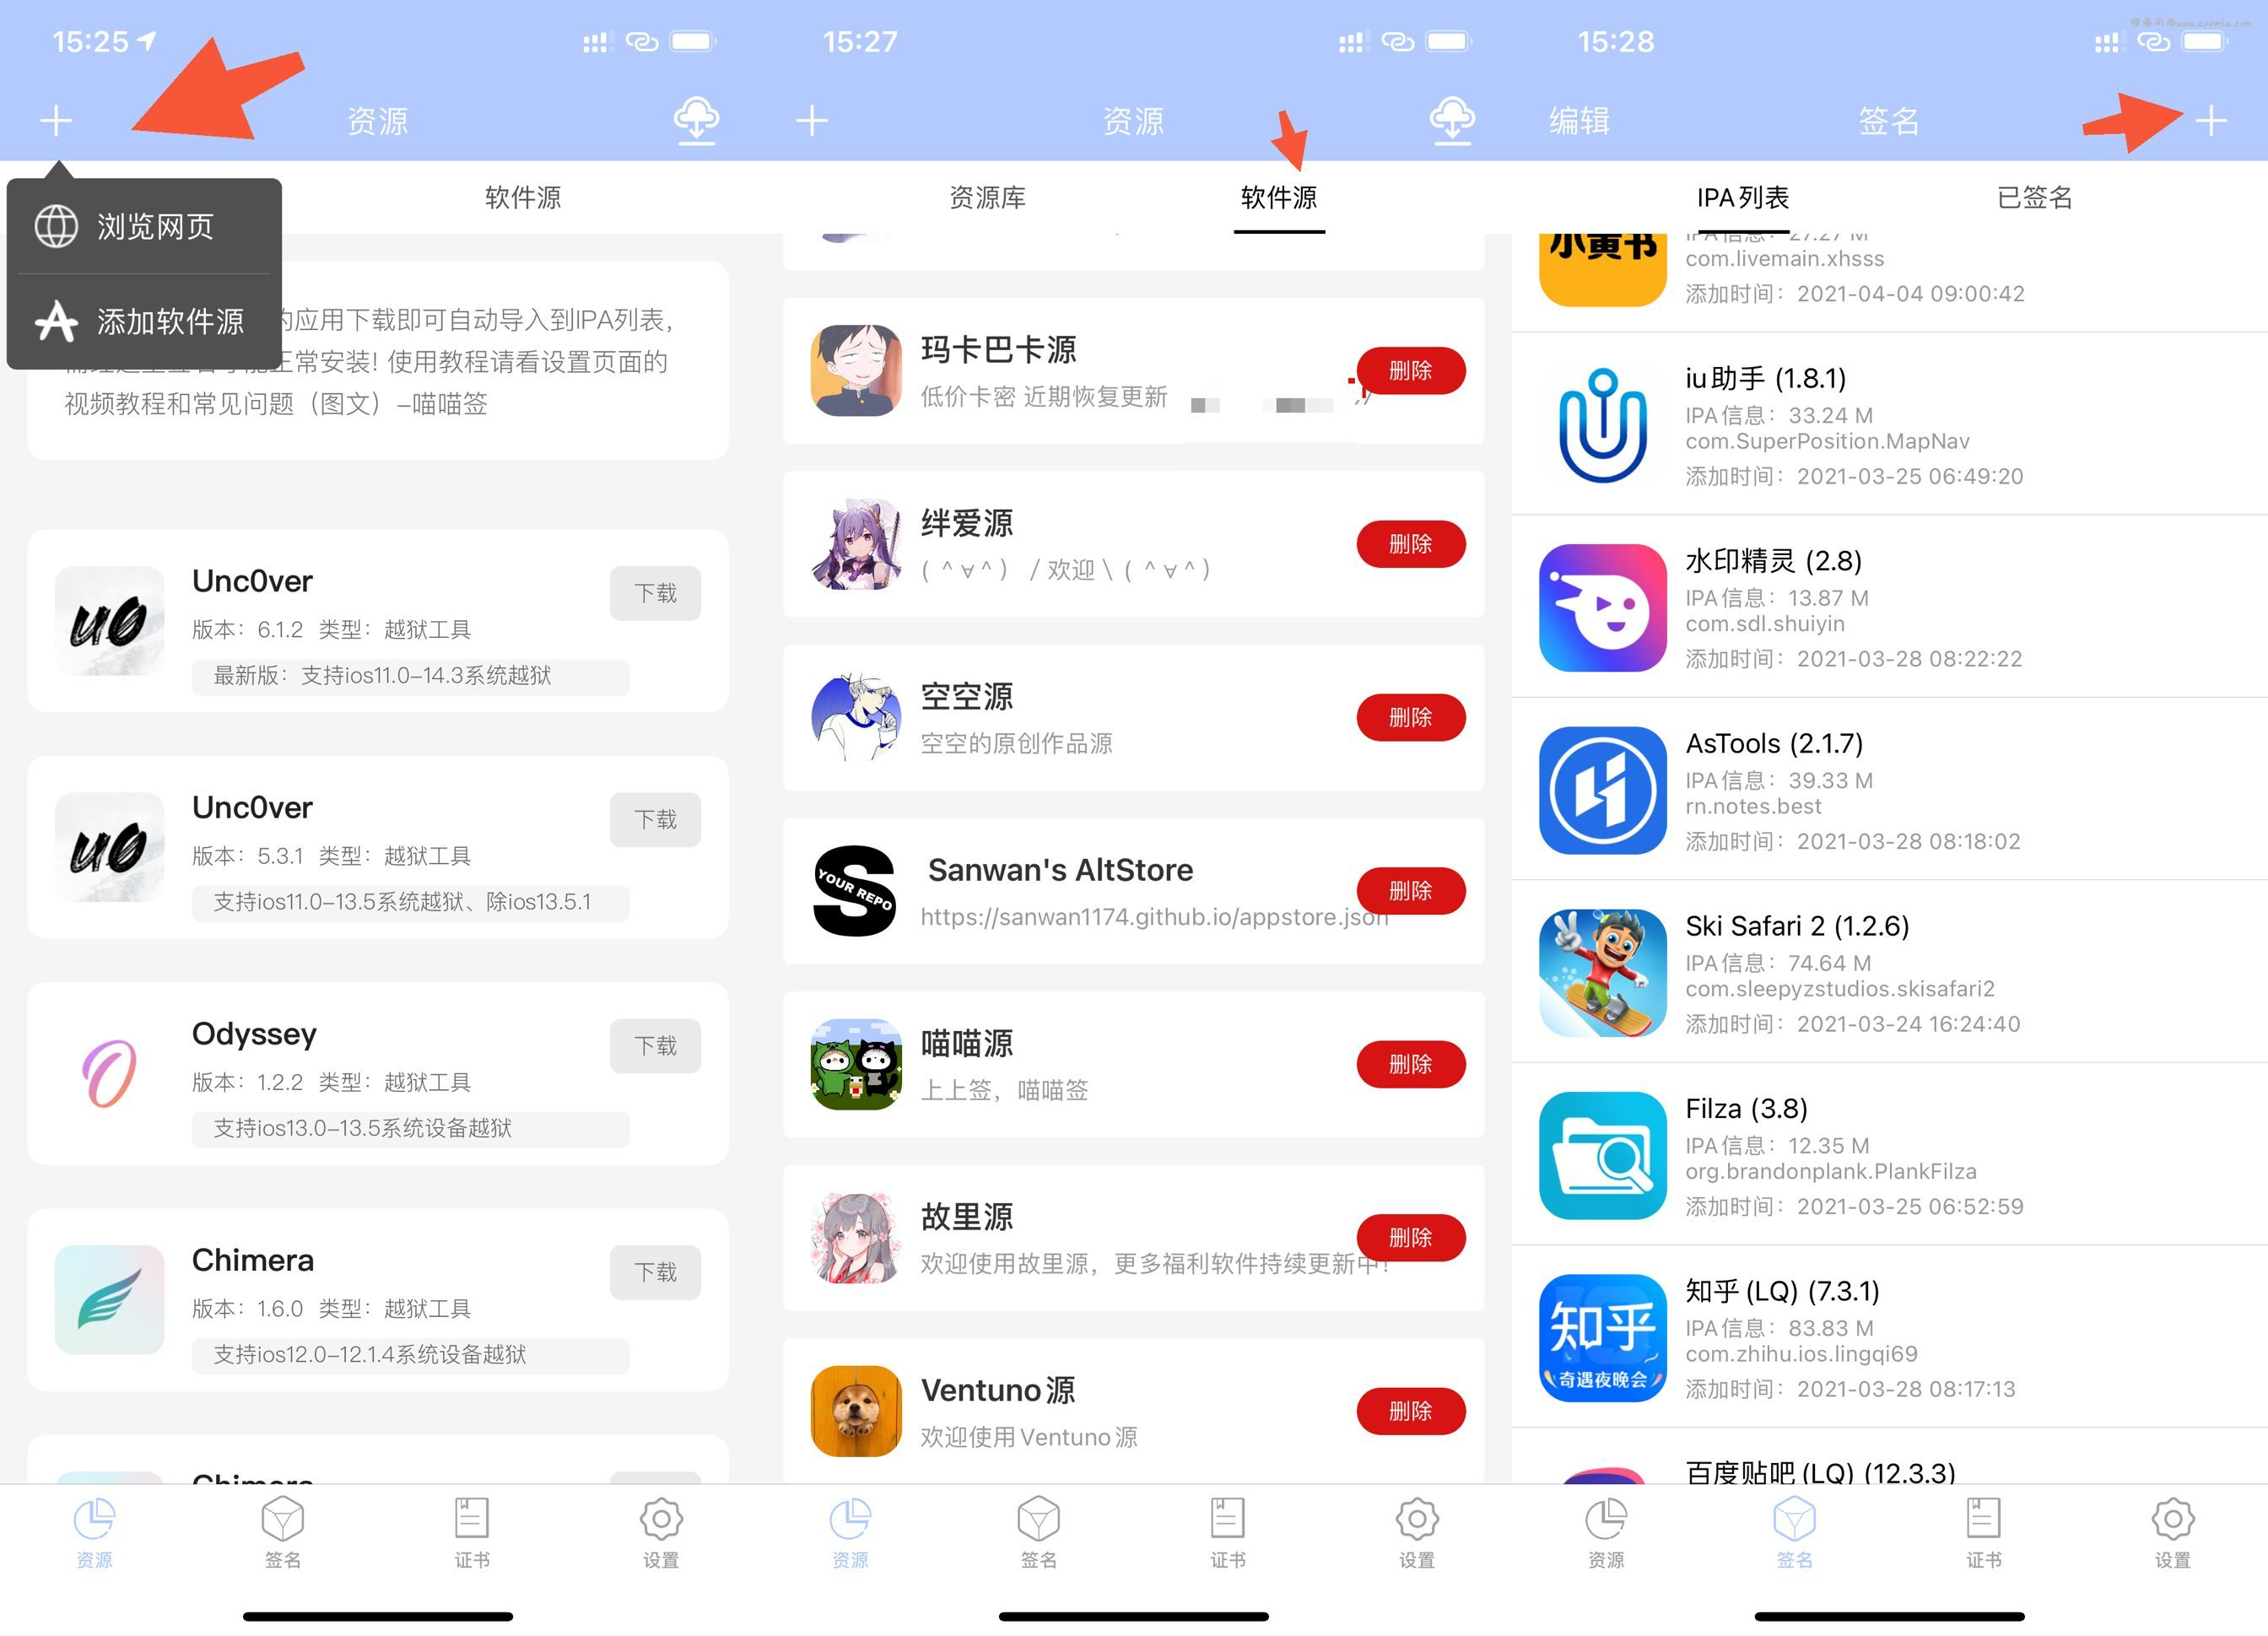 15:25
资源
浏览网页
添加软件源
软件源
的应用下载即可自动导入到IPA列表，
正常安装! 使用教程请看设置页面的
视频教程和常见问题（图文）–喵喵签
Unc0ver
下载
版本：6.1.2 类型：越狱工具
最新版：支持ios11.0–14.3系统越狱
Unc0ver
下载
版本：5.3.1 类型：越狱工具
支持ios11.0–13.5系统越狱、除ios13.5.1
Odyssey
下载
版本：1.2.2 类型：越狱工具
支持ios13.0–13.5系统设备越狱
Chimera
下载
版本：1.6.0 类型：越狱工具
支持ios12.0–12.1.4系统设备越狱
Chimera
资源
签名
证书
设置
15:27
资源
资源库
软件源
玛卡巴卡源
删除
低价卡密 近期恢复更新
绊爱源
删除
( ^ ∀ ^ ) / 欢迎 \ ( ^ ∀ ^ )
空空源
删除
空空的原创作品源
YOUR REPO
Sanwan's AltStore
删除
https://sanwan1174.github.io/appstore.json
喵喵源
删除
上上签，喵喵签
故里源
删除
欢迎使用故里源，更多福利软件持续更新中!
Ventuno源
删除
欢迎使用Ventuno源
资源
签名
证书
设置
15:28
编辑
签名
IPA列表
已签名
小黄书
IPA信息：27.27 M
com.livemain.xhsss
添加时间：2021-04-04 09:00:42
iu助手 (1.8.1)
IPA信息：33.24 M
com.SuperPosition.MapNav
添加时间：2021-03-25 06:49:20
水印精灵 (2.8)
IPA信息：13.87 M
com.sdl.shuiyin
添加时间：2021-03-28 08:22:22
AsTools (2.1.7)
IPA信息：39.33 M
rn.notes.best
添加时间：2021-03-28 08:18:02
Ski Safari 2 (1.2.6)
IPA信息：74.64 M
com.sleepyzstudios.skisafari2
添加时间：2021-03-24 16:24:40
Filza (3.8)
IPA信息：12.35 M
org.brandonplank.PlankFilza
添加时间：2021-03-25 06:52:59
知乎
奇遇夜晚会
知乎 (LQ) (7.3.1)
IPA信息：83.83 M
com.zhihu.ios.lingqi69
添加时间：2021-03-28 08:17:13
百度贴吧 (LQ) (12.3.3)
资源
签名
证书
设置